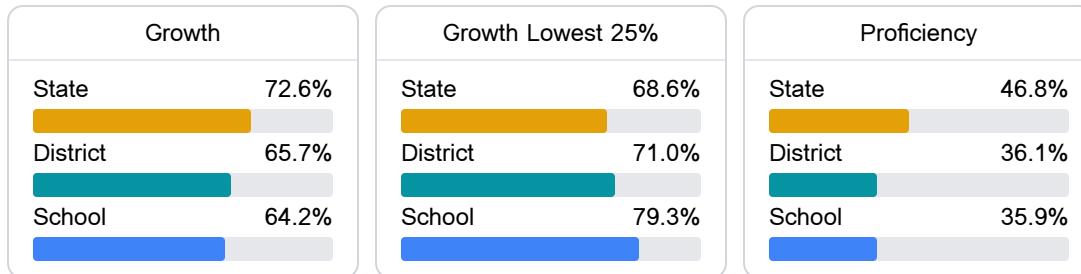 Growth
State 72.6%
District 65.7%
School 64.2%
Growth Lowest 25%
State 68.6%
District 71.0%
School 79.3%
Proficiency
State 46.8%
District 36.1%
School 35.9%